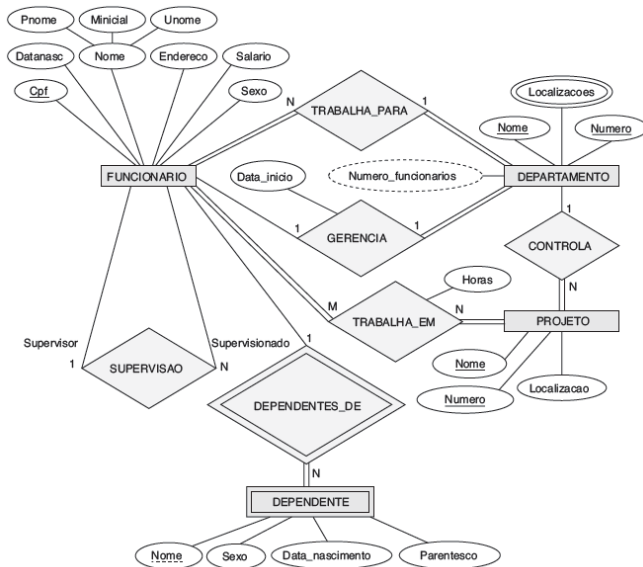 Pnome
Minicial
Unome
Datanasc
Nome
Endereco
Salario
Cpf
Sexo
N
TRABALHA_PARA
1
Localizacoes
Nome
Numero
FUNCIONARIO
Data_inicio
Numero_funcionarios
DEPARTAMENTO
1
GERENCIA
1
1
CONTROLA
N
Horas
M
TRABALHA_EM
N
PROJETO
Supervisor
1
SUPERVISAO
Supervisionado
N
1
Nome
Numero
Localizacao
DEPENDENTES_DE
N
DEPENDENTE
Nome
Sexo
Data_nascimento
Parentesco